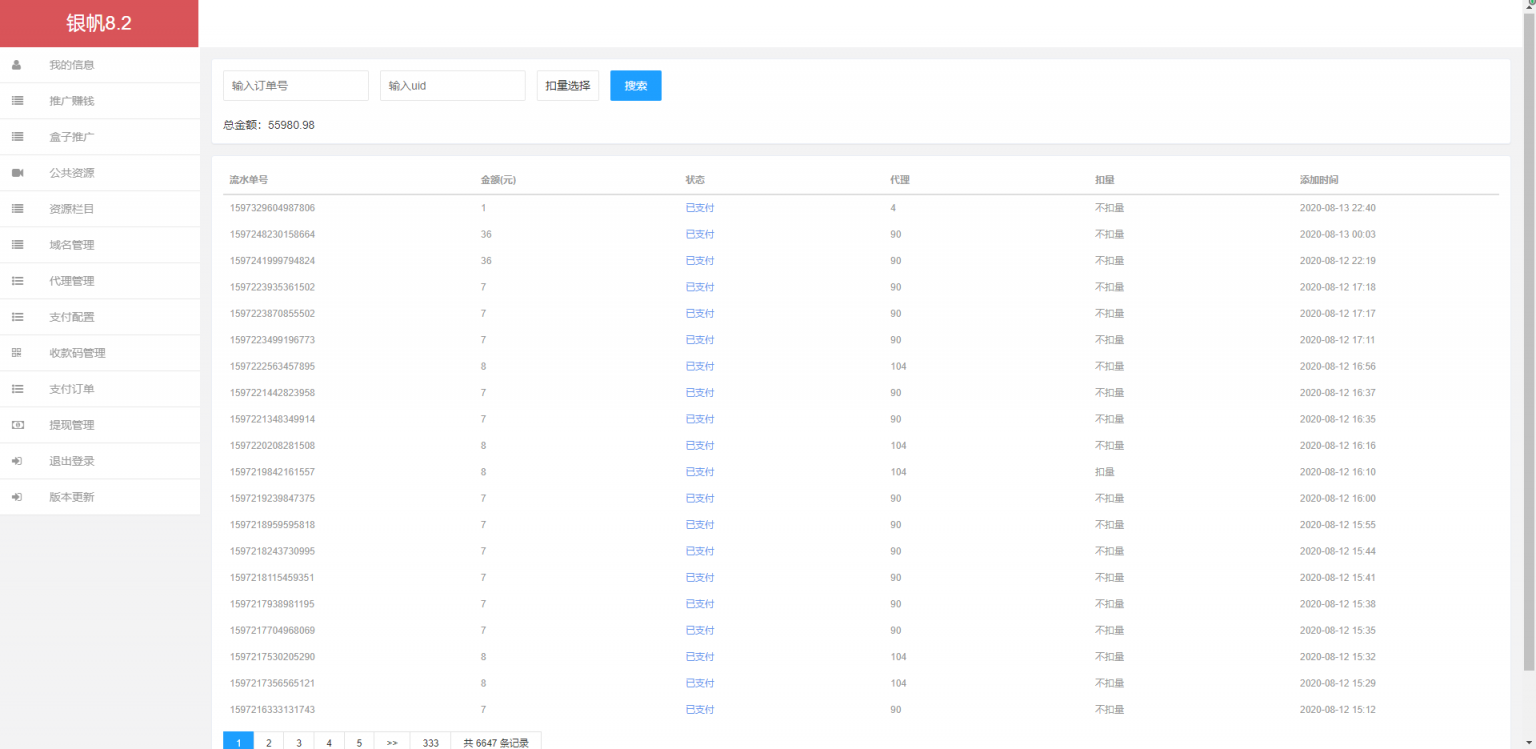 银帆8.2
我的信息
推广赚钱
盒子推广
公共资源
资源栏目
域名管理
代理管理
支付配置
收款码管理
支付订单
提现管理
退出登录
版本更新
输入订单号 输入uid 扣量选择 搜索
总金额：55980.98
流水单号 金额(元) 状态 代理 扣量 添加时间
1597329604987806 1 已支付 4 不扣量 2020-08-13 22:40
1597248230158664 36 已支付 90 不扣量 2020-08-13 00:03
1597241999794824 36 已支付 90 不扣量 2020-08-12 22:19
1597223935361502 7 已支付 90 不扣量 2020-08-12 17:18
1597223870855502 7 已支付 90 不扣量 2020-08-12 17:17
1597223499196773 7 已支付 90 不扣量 2020-08-12 17:11
1597222563457895 8 已支付 104 不扣量 2020-08-12 16:56
1597221442823958 7 已支付 90 不扣量 2020-08-12 16:37
1597221348349914 7 已支付 90 不扣量 2020-08-12 16:35
1597220208281508 8 已支付 104 不扣量 2020-08-12 16:16
1597219842161557 8 已支付 104 扣量 2020-08-12 16:10
1597219239847375 7 已支付 90 不扣量 2020-08-12 16:00
1597218959595818 7 已支付 90 不扣量 2020-08-12 15:55
1597218243730995 7 已支付 90 不扣量 2020-08-12 15:44
1597218115459351 7 已支付 90 不扣量 2020-08-12 15:41
1597217938981195 7 已支付 90 不扣量 2020-08-12 15:38
1597217704968069 7 已支付 90 不扣量 2020-08-12 15:35
1597217530205290 8 已支付 104 不扣量 2020-08-12 15:32
1597217356565121 8 已支付 104 不扣量 2020-08-12 15:29
1597216333131743 7 已支付 90 不扣量 2020-08-12 15:12
1 2 3 4 5 >> 333 共 6647 条记录